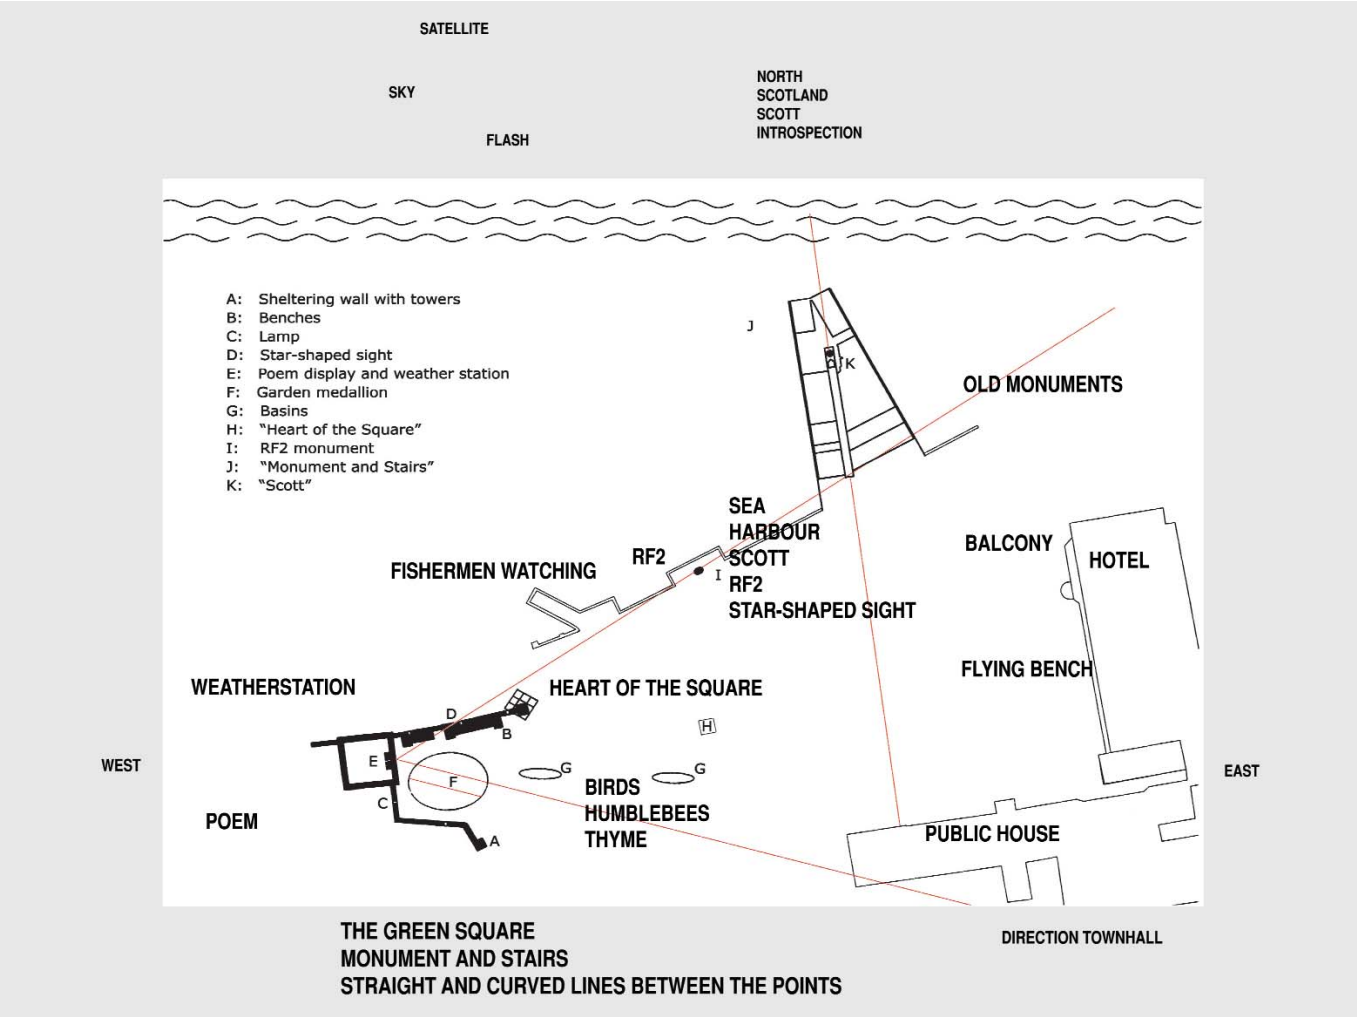 SATELLITE
SKY
FLASH
NORTH
SCOTLAND
SCOTT
INTROSPECTION
A: Sheltering wall with towers
B: Benches
C: Lamp
D: Star-shaped sight
E: Poem display and weather station
F: Garden medallion
G: Basins
H: “Heart of the Square”
I: RF2 monument
J: “Monument and Stairs”
K: “Scott”
J
K
OLD MONUMENTS
SEA
HARBOUR
SCOTT
RF2
STAR-SHAPED SIGHT
RF2
I
FISHERMEN WATCHING
BALCONY
HOTEL
FLYING BENCH
WEATHERSTATION
HEART OF THE SQUARE
D
B
H
E
F
G
G
C
A
BIRDS
HUMBLEBEES
THYME
WEST
EAST
POEM
PUBLIC HOUSE
THE GREEN SQUARE
MONUMENT AND STAIRS
STRAIGHT AND CURVED LINES BETWEEN THE POINTS
DIRECTION TOWNHALL